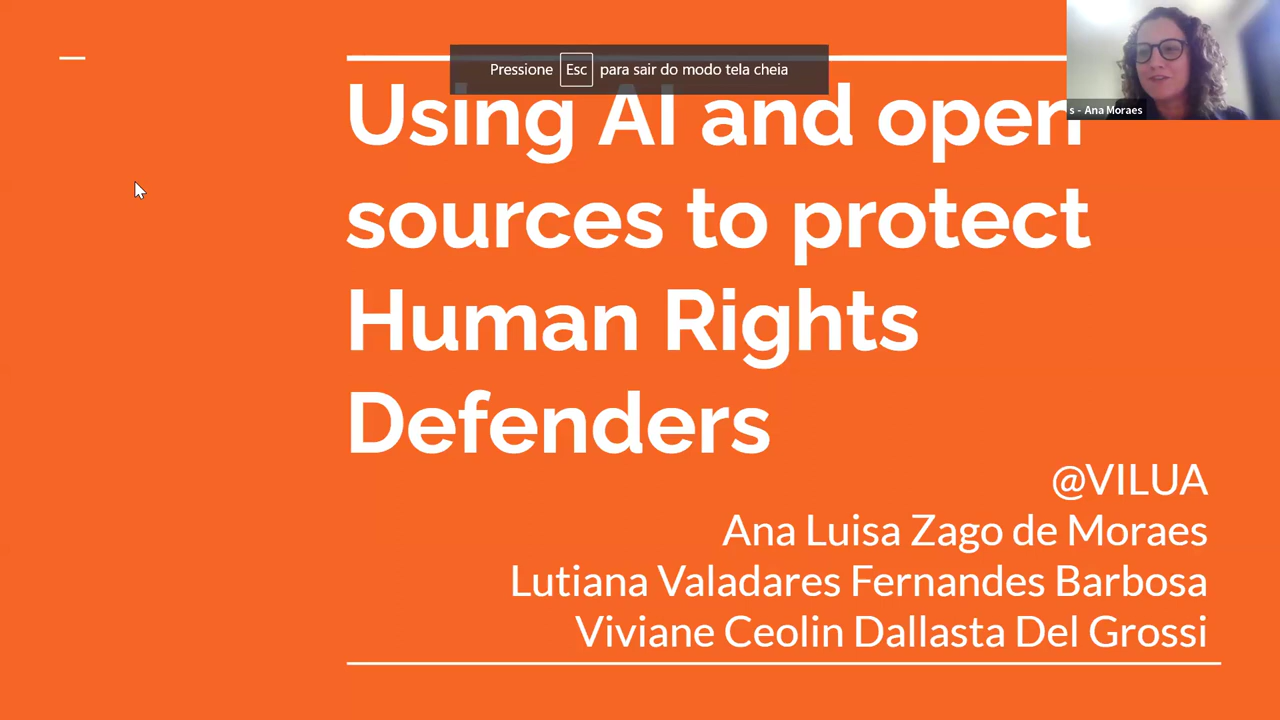 Pressione Esc para sair do modo tela cheia
s - Ana Moraes
Using AI and open
sources to protect
Human Rights
Defenders
@VILUA
Ana Luisa Zago de Moraes
Lutiana Valadares Fernandes Barbosa
Viviane Ceolin Dallasta Del Grossi